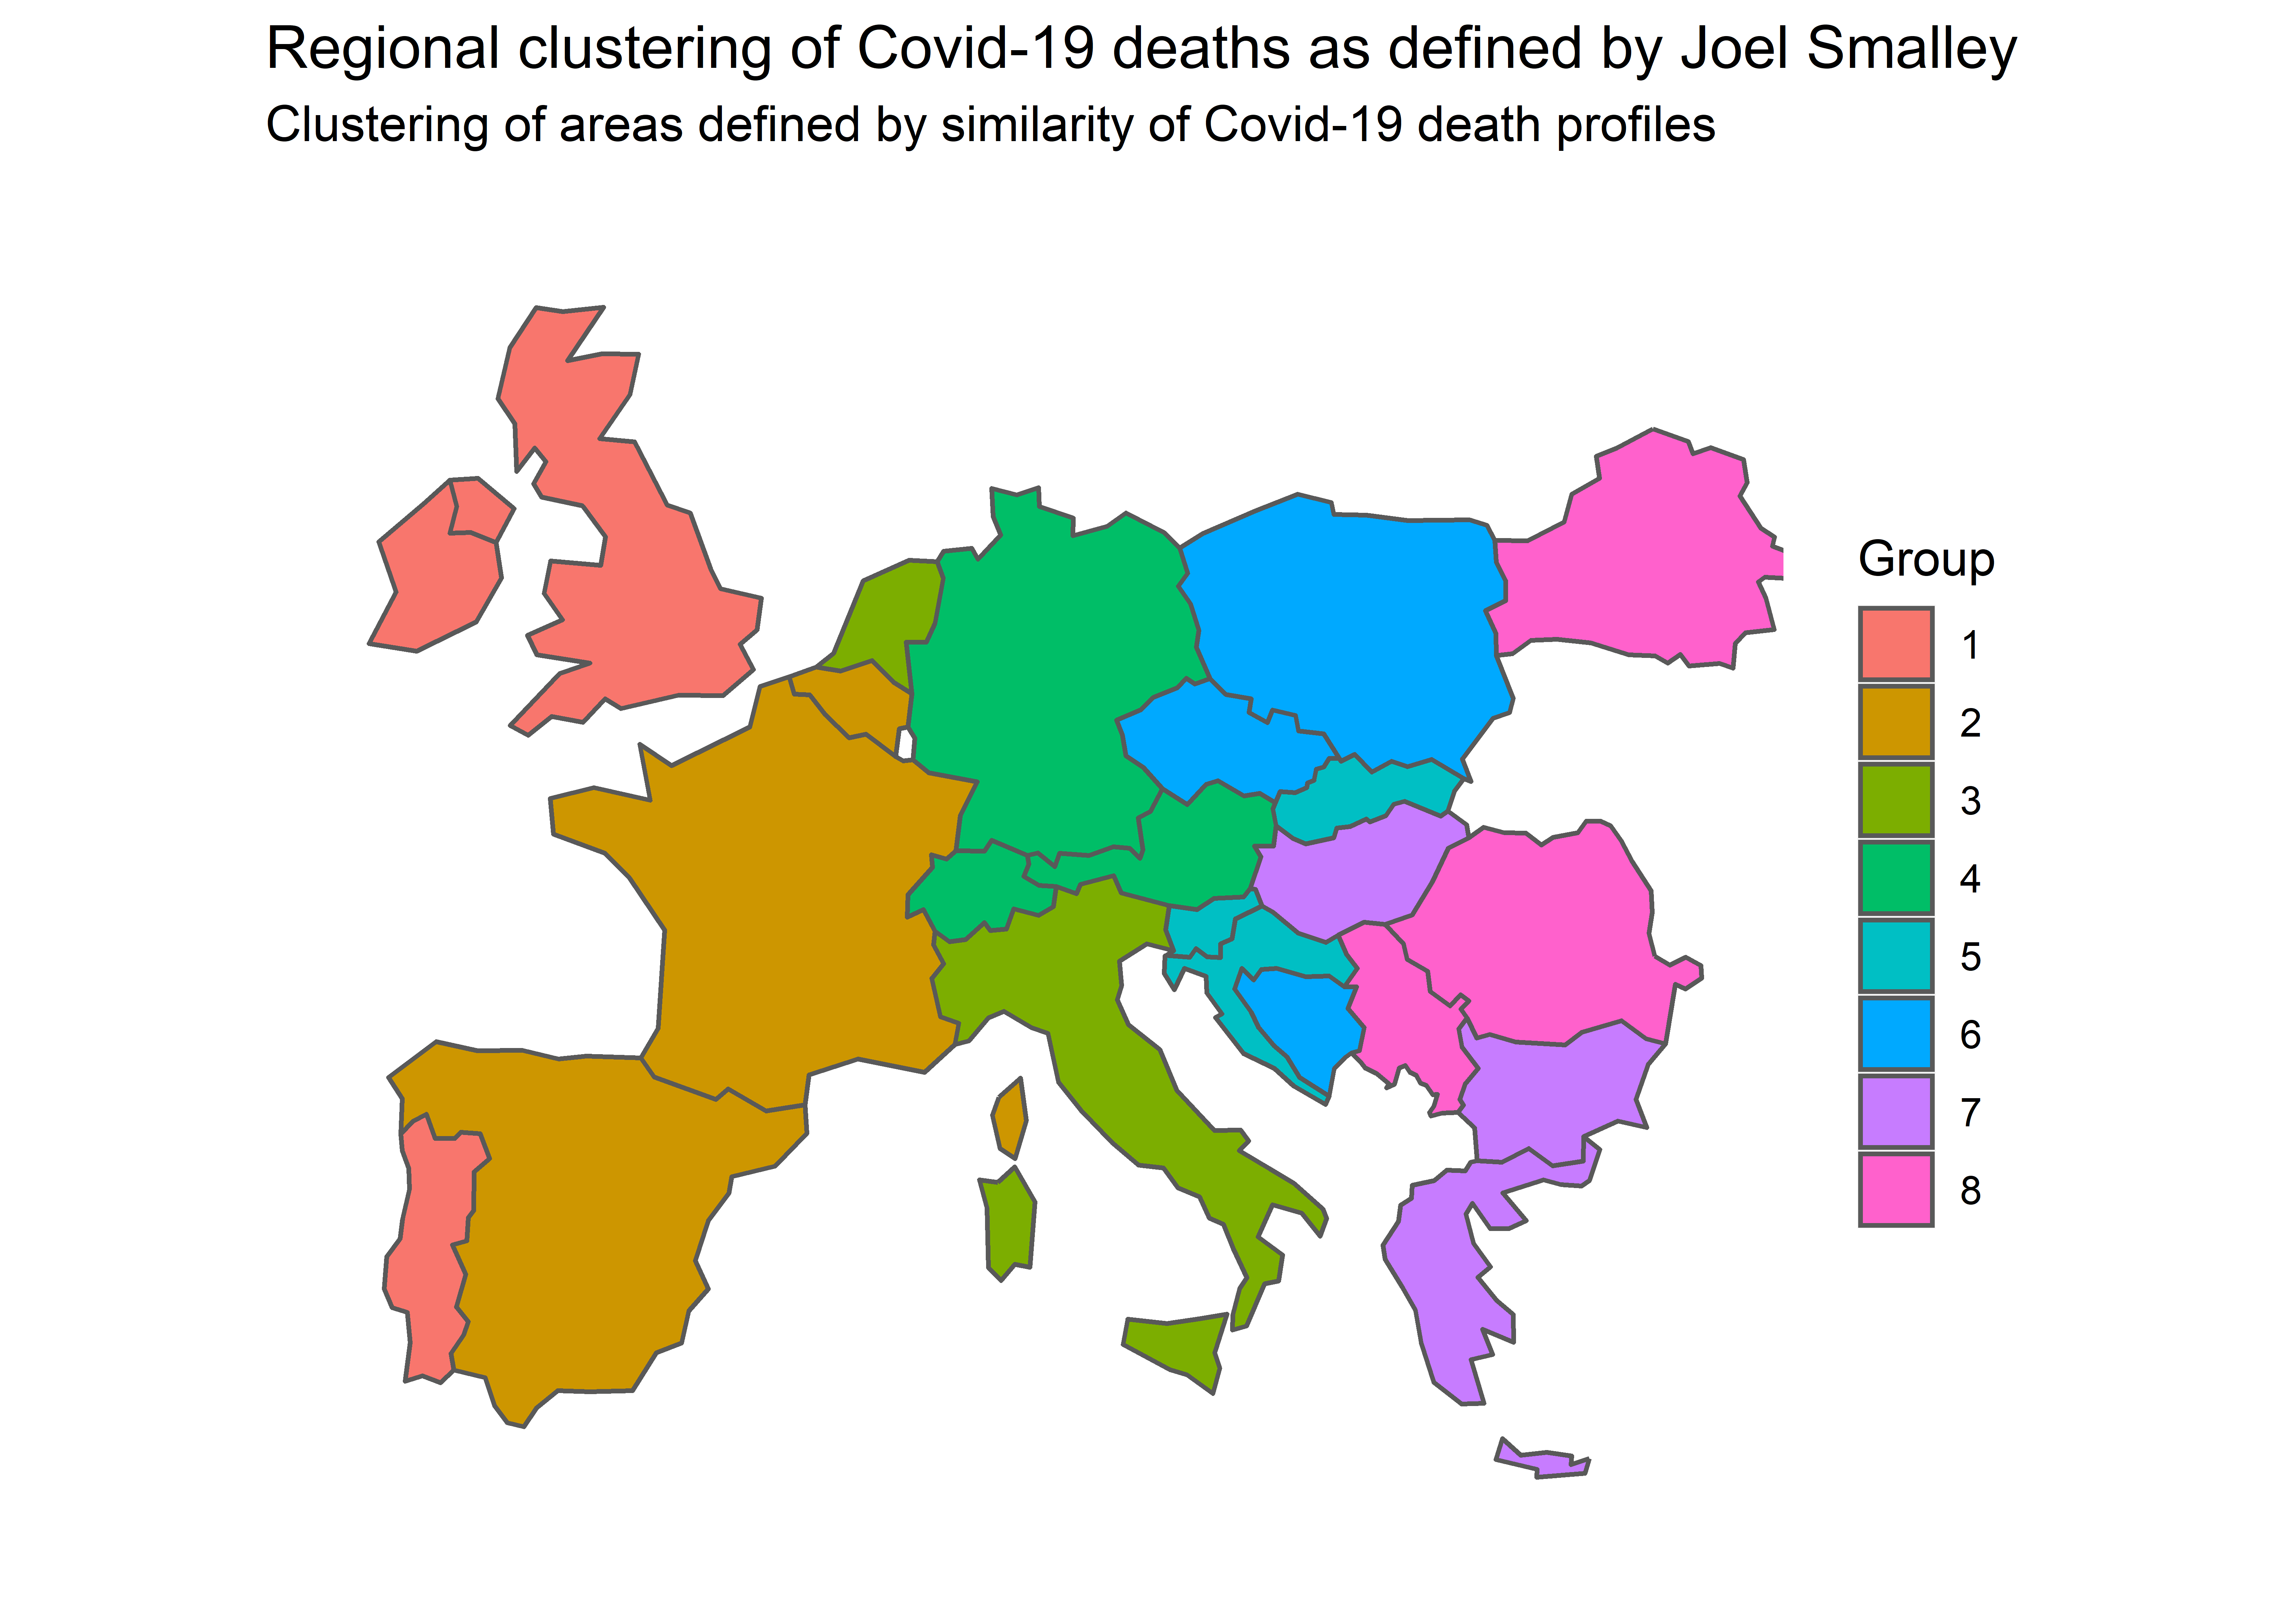 Regional clustering of Covid-19 deaths as defined by Joel Smalley
Clustering of areas defined by similarity of Covid-19 death profiles
Group
1
2
3
4
5
6
7
8